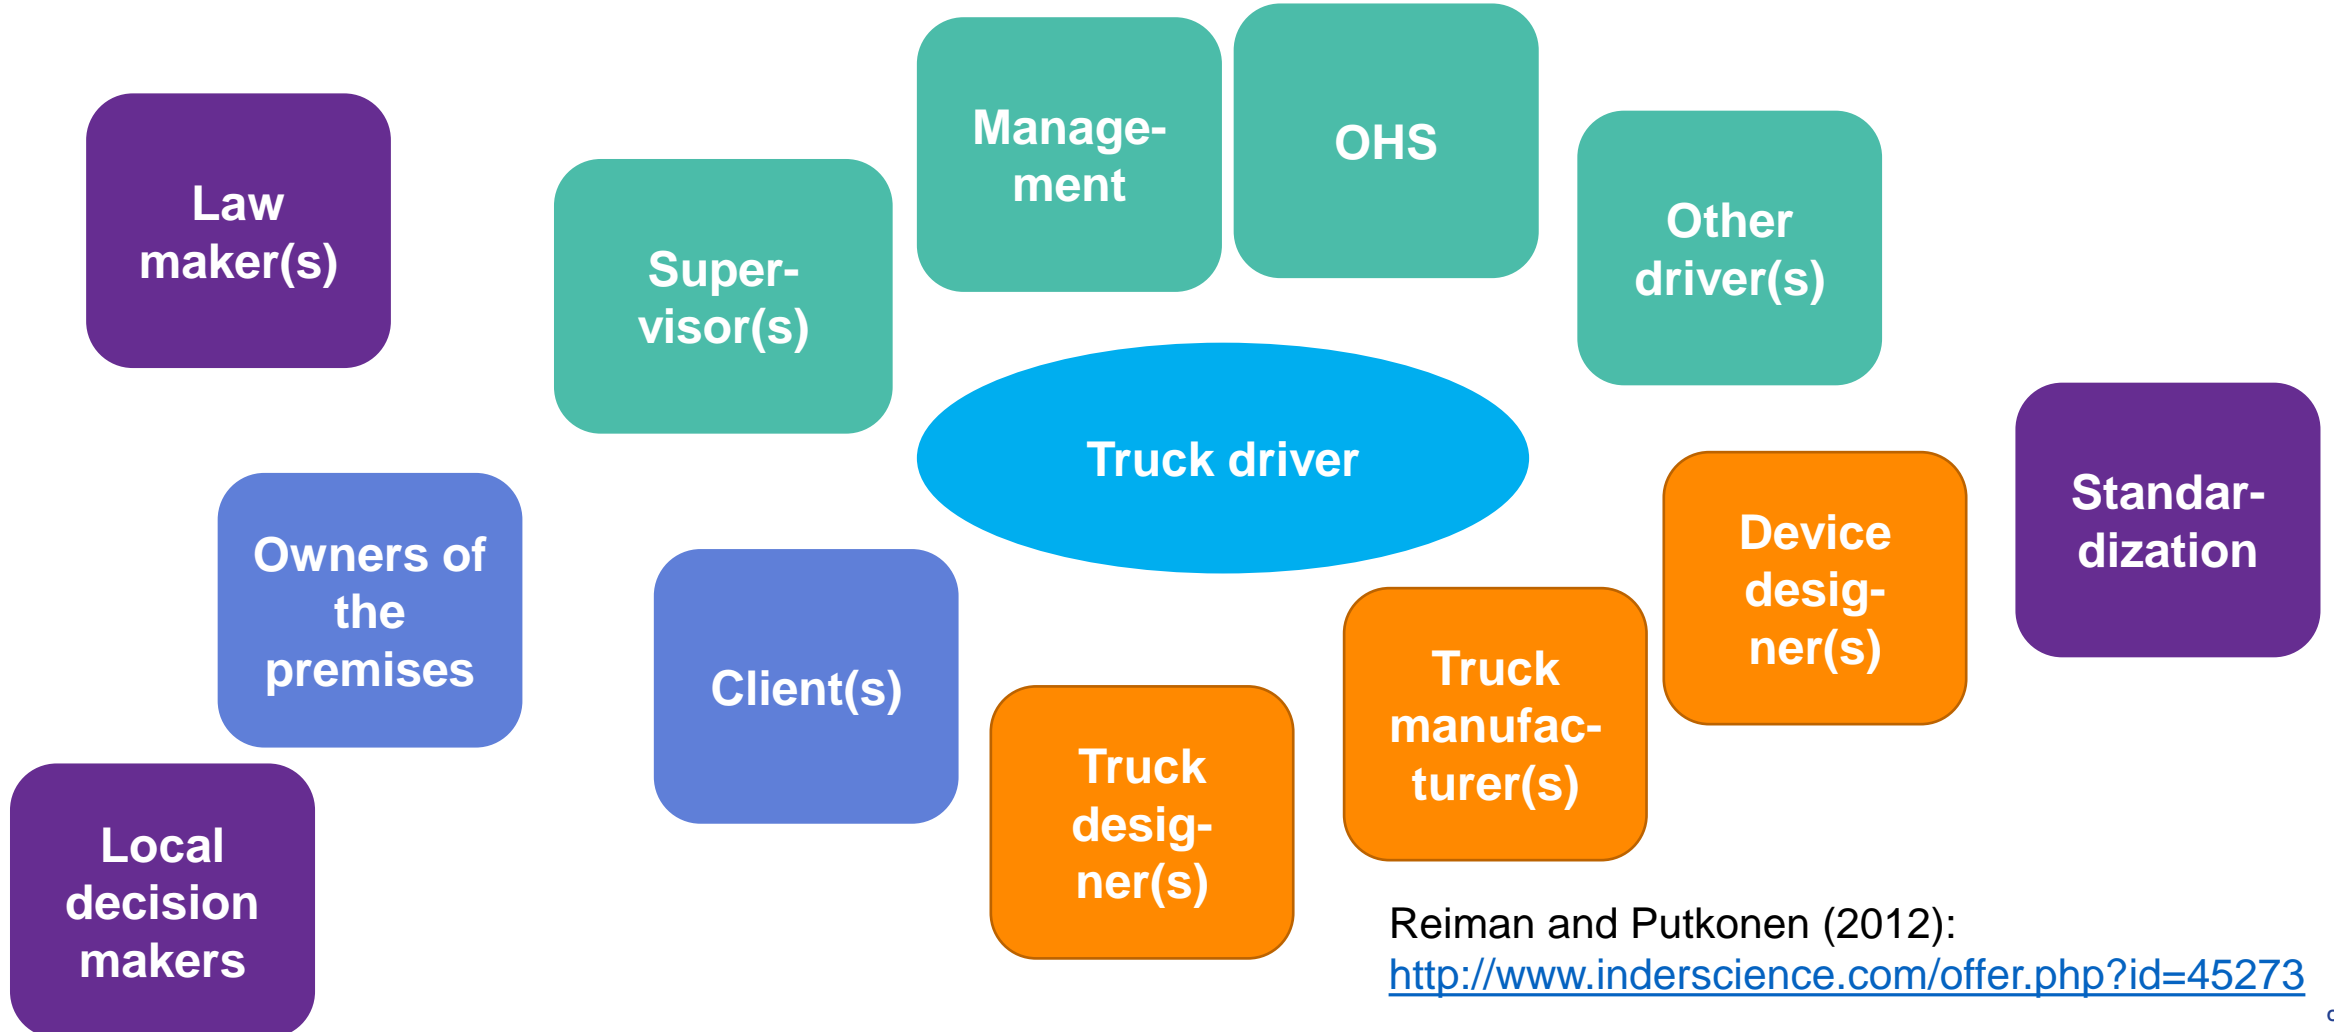 Manage-
ment
OHS
Law
maker(s)
Super-
visor(s)
Other
driver(s)
Truck driver
Standar-
dization
Owners of
the
premises
Client(s)
Device
desig-
ner(s)
Truck
manufac-
turer(s)
Truck
desig-
ner(s)
Local
decision
makers
Reiman and Putkonen (2012):
http://www.inderscience.com/offer.php?id=45273